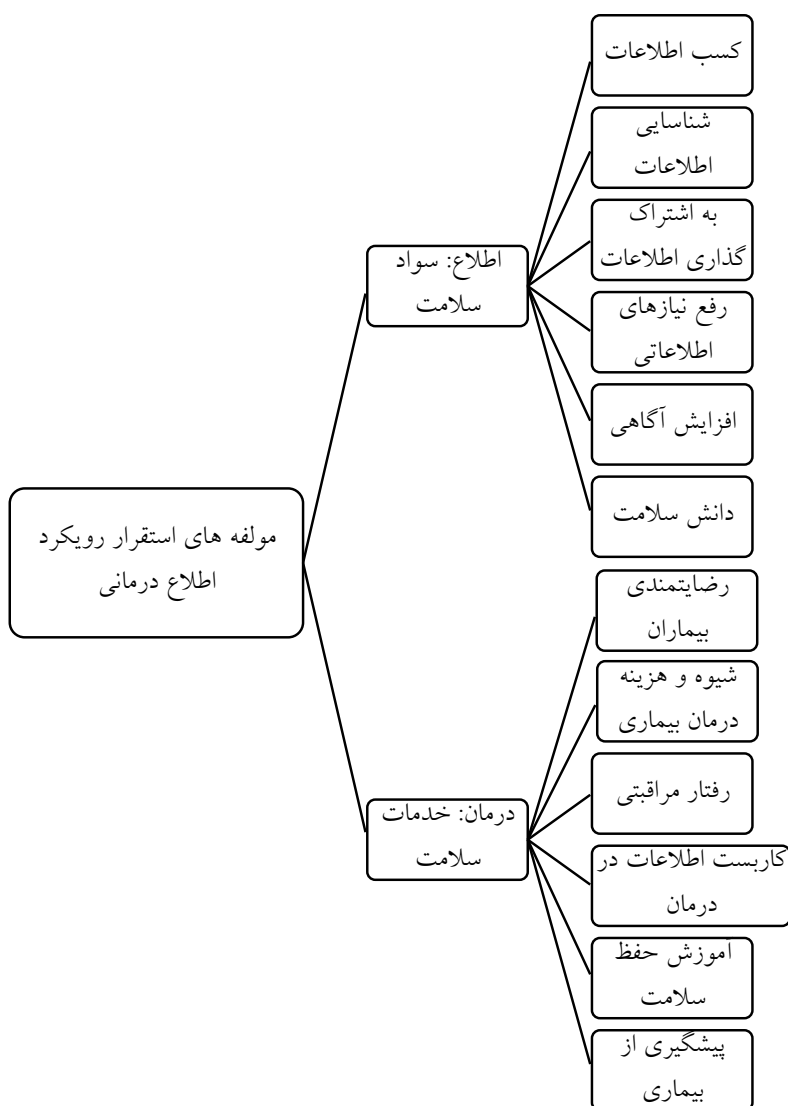 مولفه های استقرار رویکرد
اطلاع درمانی
اطلاع: سواد
سلامت
کسب اطلاعات
شناسایی
اطلاعات
به اشتراک
گذاری اطلاعات
رفع نیازهای
اطلاعاتی
افزایش آگاهی
دانش سلامت
درمان: خدمات
سلامت
رضایتمندی
بیماران
شیوه و هزینه
درمان بیماری
رفتار مراقبتی
کاربست اطلاعات در
درمان
آموزش حفظ
سلامت
پیشگیری از
بیماری